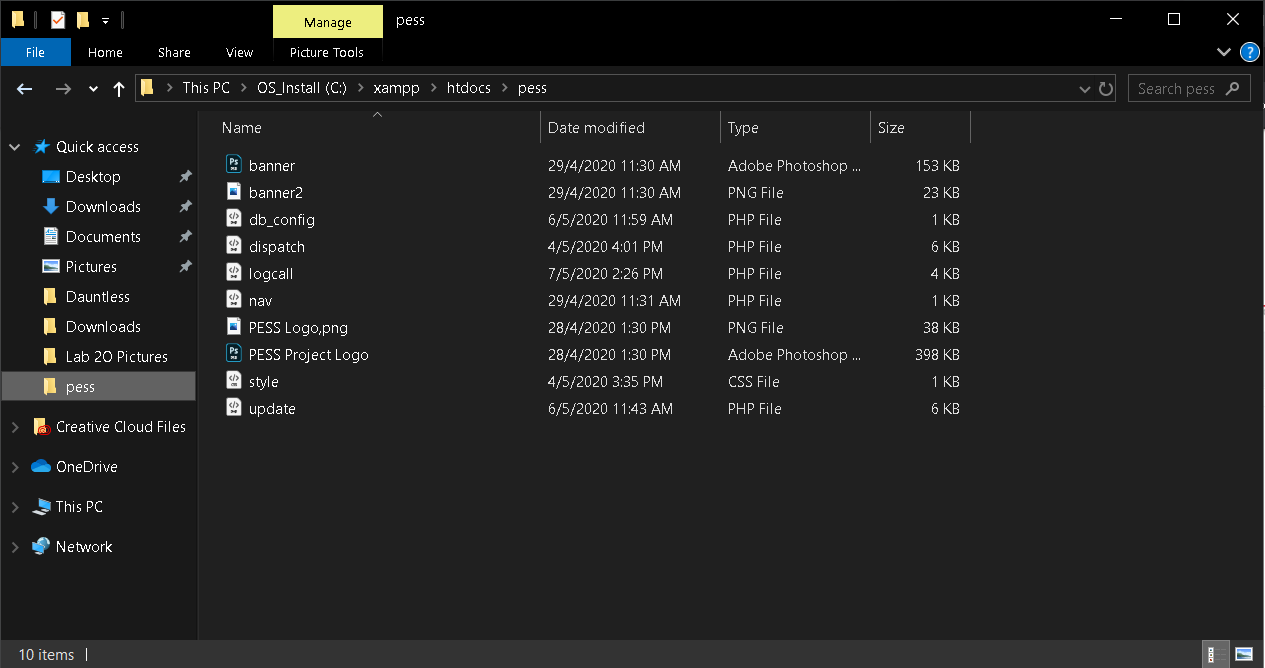 Manage
pess
File
Home
Share
View
Picture Tools
This PC > OS_Install (C:) > xampp > htdocs > pess
Search pess
Name
Date modified
Type
Size
Quick access
Desktop
Downloads
Documents
Pictures
Dauntless
Downloads
Lab 20 Pictures
pess
Creative Cloud Files
OneDrive
This PC
Network
banner 29/4/2020 11:30 AM Adobe Photoshop ... 153 KB
banner2 29/4/2020 11:30 AM PNG File 23 KB
db_config 6/5/2020 11:59 AM PHP File 1 KB
dispatch 4/5/2020 4:01 PM PHP File 6 KB
logcall 7/5/2020 2:26 PM PHP File 4 KB
nav 29/4/2020 11:31 AM PHP File 1 KB
PESS Logo,png 28/4/2020 1:30 PM PNG File 38 KB
PESS Project Logo 28/4/2020 1:30 PM Adobe Photoshop ... 398 KB
style 4/5/2020 3:35 PM CSS File 1 KB
update 6/5/2020 11:43 AM PHP File 6 KB
10 items